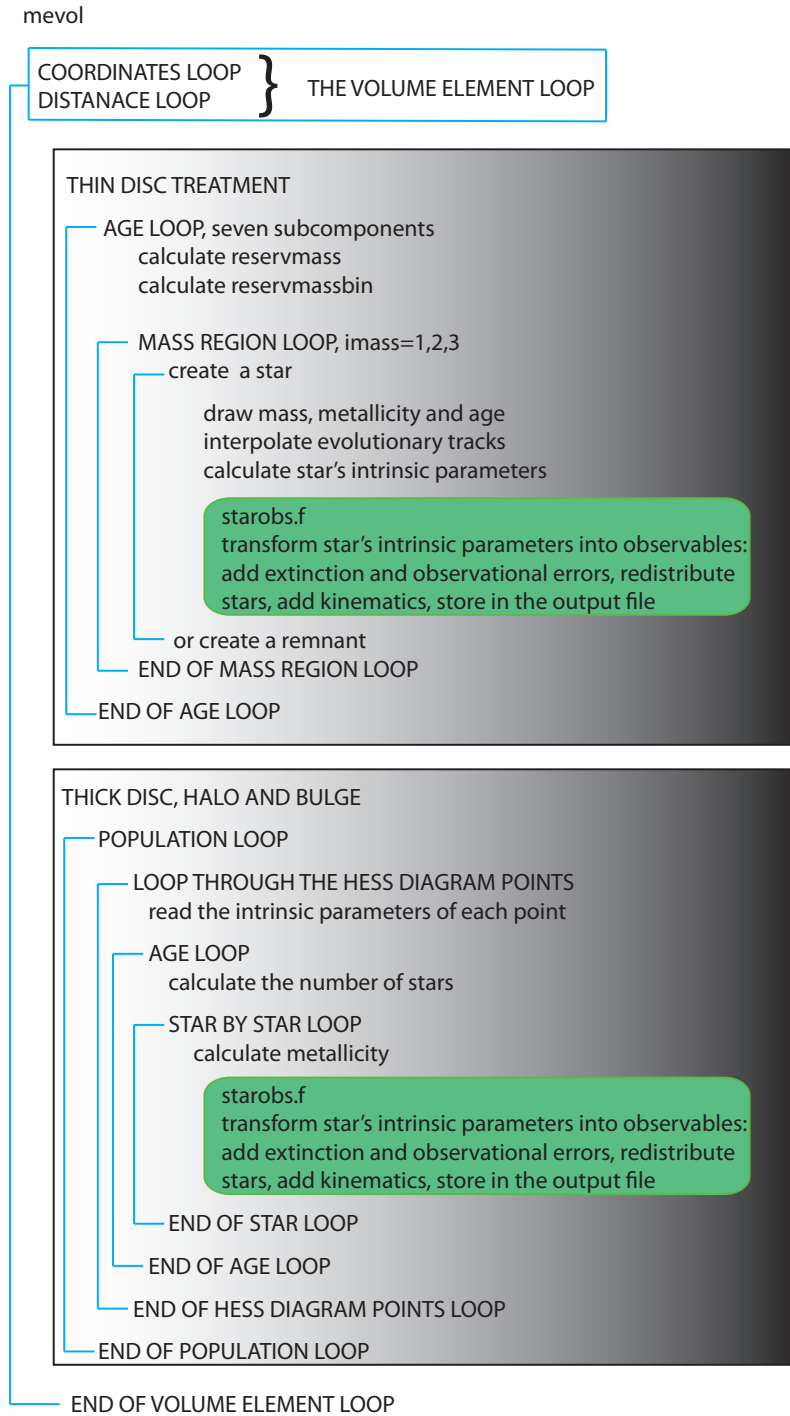 mevol
COORDINATES LOOP
DISTANACE LOOP
} THE VOLUME ELEMENT LOOP
THIN DISC TREATMENT
AGE LOOP, seven subcomponents
calculate reservmass
calculate reservmassbin
MASS REGION LOOP, imass=1,2,3
create a star
draw mass, metallicity and age
interpolate evolutionary tracks
calculate star's intrinsic parameters
starobs.f
transform star's intrinsic parameters into observables:
add extinction and observational errors, redistribute
stars, add kinematics, store in the output file
or create a remnant
END OF MASS REGION LOOP
END OF AGE LOOP
THICK DISC, HALO AND BULGE
POPULATION LOOP
LOOP THROUGH THE HESS DIAGRAM POINTS
read the intrinsic parameters of each point
AGE LOOP
calculate the number of stars
STAR BY STAR LOOP
calculate metallicity
starobs.f
transform star's intrinsic parameters into observables:
add extinction and observational errors, redistribute
stars, add kinematics, store in the output file
END OF STAR LOOP
END OF AGE LOOP
END OF HESS DIAGRAM POINTS LOOP
END OF POPULATION LOOP
END OF VOLUME ELEMENT LOOP